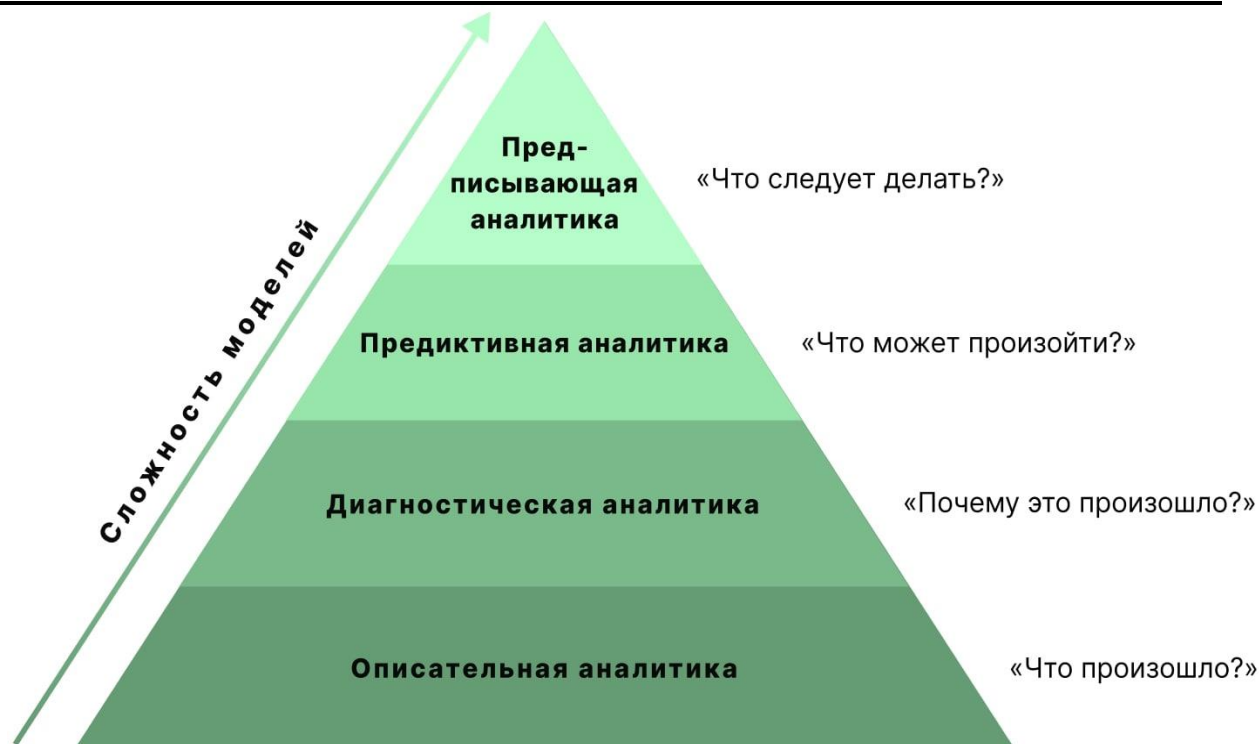 Пред-
писывающая
аналитика
«Что следует делать?»
Сложность моделей
Предиктивная аналитика
«Что может произойти?»
Диагностическая аналитика
«Почему это произошло?»
Описательная аналитика
«Что произошло?»